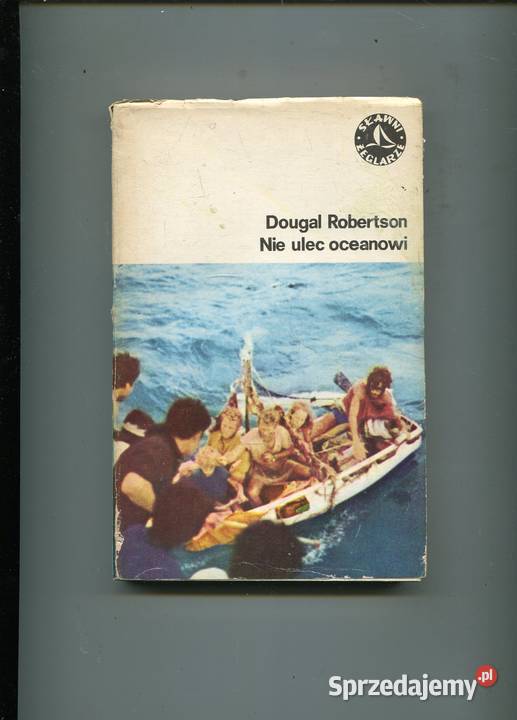 SŁAWNI
ŻEGLARZE
Dougal Robertson
Nie ulec oceanowi
Sprzedajemy.pl